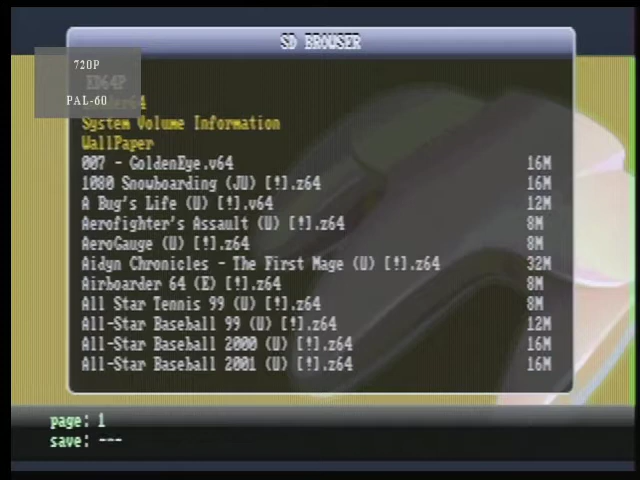 SD BROWSER
720P
ED64P
PAL-60
System Volume Information
WallPaper
007 - GoldenEye.v64 16M
1080 Snowboarding (JU) [!].z64 16M
A Bug's Life (U) [!].v64 12M
Aerofighter's Assault (U) [!].z64 8M
AeroGauge (U) [!].z64 8M
Aidyn Chronicles - The First Mage (U) [!].z64 32M
Airboarder 64 (E) [!].z64 8M
All Star Tennis 99 (U) [!].z64 8M
All-Star Baseball 99 (U) [!].z64 12M
All-Star Baseball 2000 (U) [!].z64 16M
All-Star Baseball 2001 (U) [!].z64 16M
page: 1
save: ---